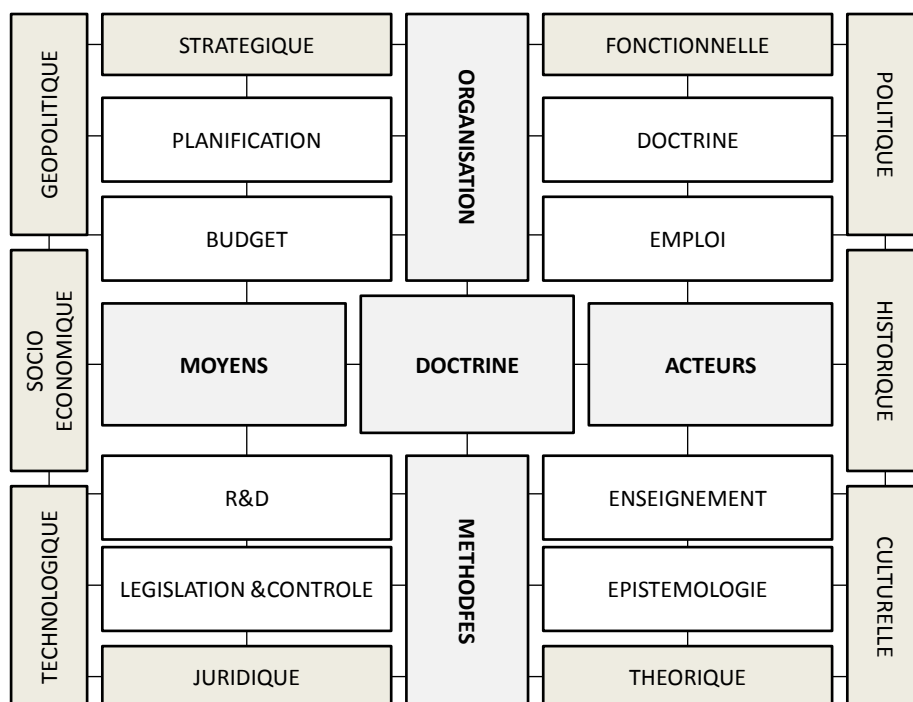 GEOPOLITIQUE
STRATEGIQUE
ORGANISATION
FONCTIONNELLE
POLITIQUE
PLANIFICATION
DOCTRINE
BUDGET
EMPLOI
SOCIO
ECONOMIQUE
MOYENS
DOCTRINE
ACTEURS
HISTORIQUE
TECHNOLOGIQUE
R&D
METHODFES
ENSEIGNEMENT
CULTURELLE
LEGISLATION &CONTROLE
EPISTEMOLOGIE
JURIDIQUE
THEORIQUE